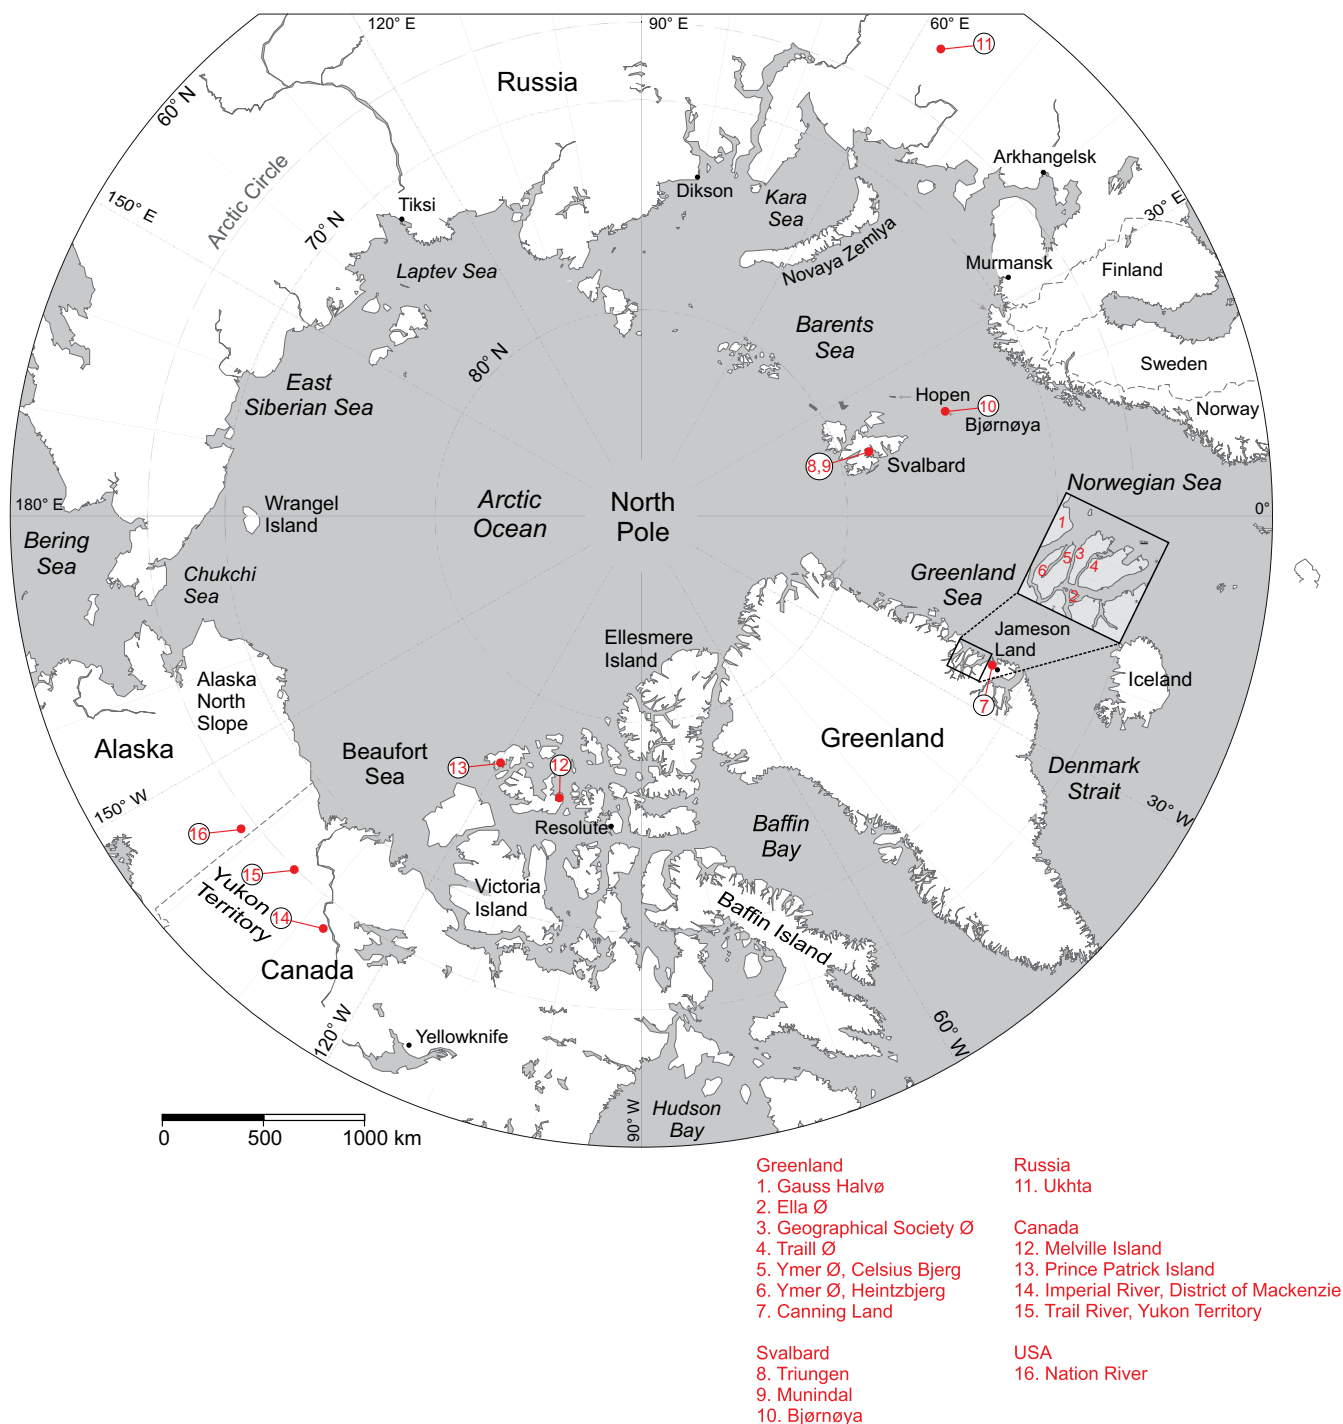 120° E
90° E
60° E
11
Russia
60° N
Arkhangelsk
Arctic Circle
Dikson
Kara
Sea
150° E
Tiksi
30° E
70° N
Novaya Zemlya
Laptev Sea
Murmansk
Finland
Barents
Sea
80° N
Sweden
East
Siberian Sea
Hopen
10
Bjørnøya
Norway
8,9
Svalbard
Norwegian Sea
180° E
Wrangel
Island
Arctic
Ocean
North
Pole
0°
1
3
5
4
6
2
Bering
Sea
Chukchi
Sea
Greenland
Sea
Ellesmere
Island
Jameson
Land
Iceland
7
Alaska
North
Slope
Alaska
Beaufort
Sea
13
12
Greenland
Denmark
Strait
150° W
30° W
16
Resolute
Baffin
Bay
15
Yukon
Territory
14
Victoria
Island
Baffin Island
Canada
120° W
Yellowknife
60° W
90° W
Hudson
Bay
0
500
1000 km
Greenland
1. Gauss Halvø
2. Ella Ø
3. Geographical Society Ø
4. Traill Ø
5. Ymer Ø, Celsius Bjerg
6. Ymer Ø, Heintzbjerg
7. Canning Land
Svalbard
8. Triungen
9. Munindal
10. Bjørnøya
Russia
11. Ukhta
Canada
12. Melville Island
13. Prince Patrick Island
14. Imperial River, District of Mackenzie
15. Trail River, Yukon Territory
USA
16. Nation River